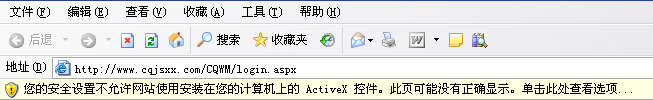 文件(F) 编辑(E) 查看(V) 收藏(A) 工具(T) 帮助(H)
后退 搜索 收藏夹 W
地址(D) http://www.cqjsxx.com/CQWM/login.aspx
您的安全设置不允许网站使用安装在您的计算机上的 ActiveX 控件。此页可能没有正确显示。单击此处查看选项...